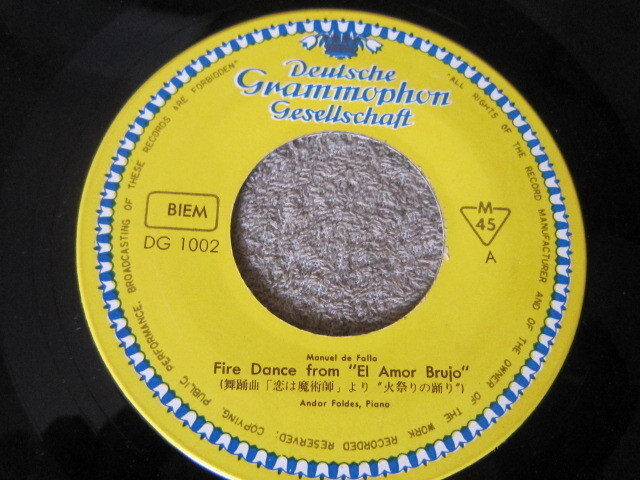 Deutsche
Grammophon
Gesellschaft
BIEM
DG 1002
M
45
A
Manuel de Falla
Fire Dance from "El Amor Brujo"
(舞踊曲「恋は魔術師」より〝火祭りの踊り〞)
Andor Foldes, Piano
"ALL RIGHTS OF THE RECORD MANUFACTURER AND OF THE OWNER OF THE WORK RECORDED RESERVED; COPYING, PUBLIC PERFORMANCE, BROADCASTING OF THESE RECORDS ARE FORBIDDEN"